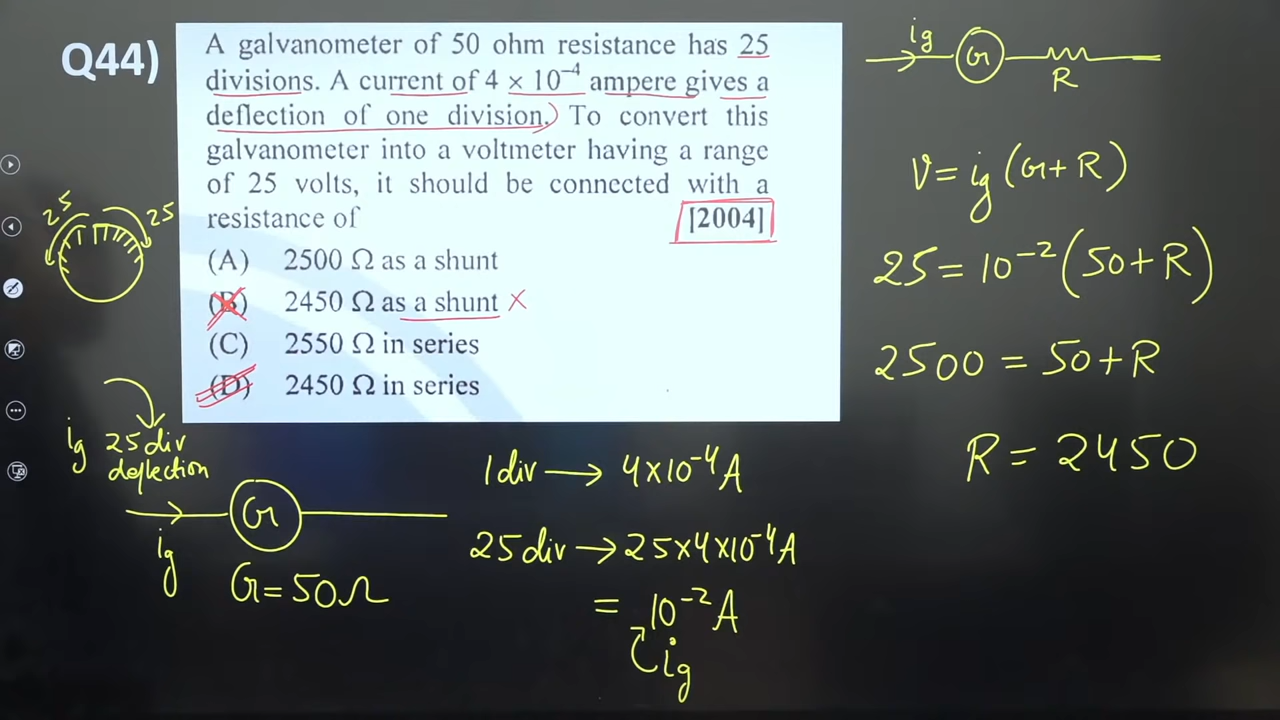 Q44)
A galvanometer of 50 ohm resistance has 25
divisions. A current of 4 × 10⁻⁴ ampere gives a
deflection of one division. To convert this
galvanometer into a voltmeter having a range
of 25 volts, it should be connected with a
resistance of [2004]
(A) 2500 Ω as a shunt
(B) 2450 Ω as a shunt ×
(C) 2550 Ω in series
(D) 2450 Ω in series
25 25
ig 25 div
deflection
ig
G
G = 50Ω
1 div → 4×10⁻⁴A
25 div → 25×4×10⁻⁴A
= 10⁻² A
ig
ig G R
V = ig (G + R)
25 = 10⁻² (50 + R)
2500 = 50 + R
R = 2450